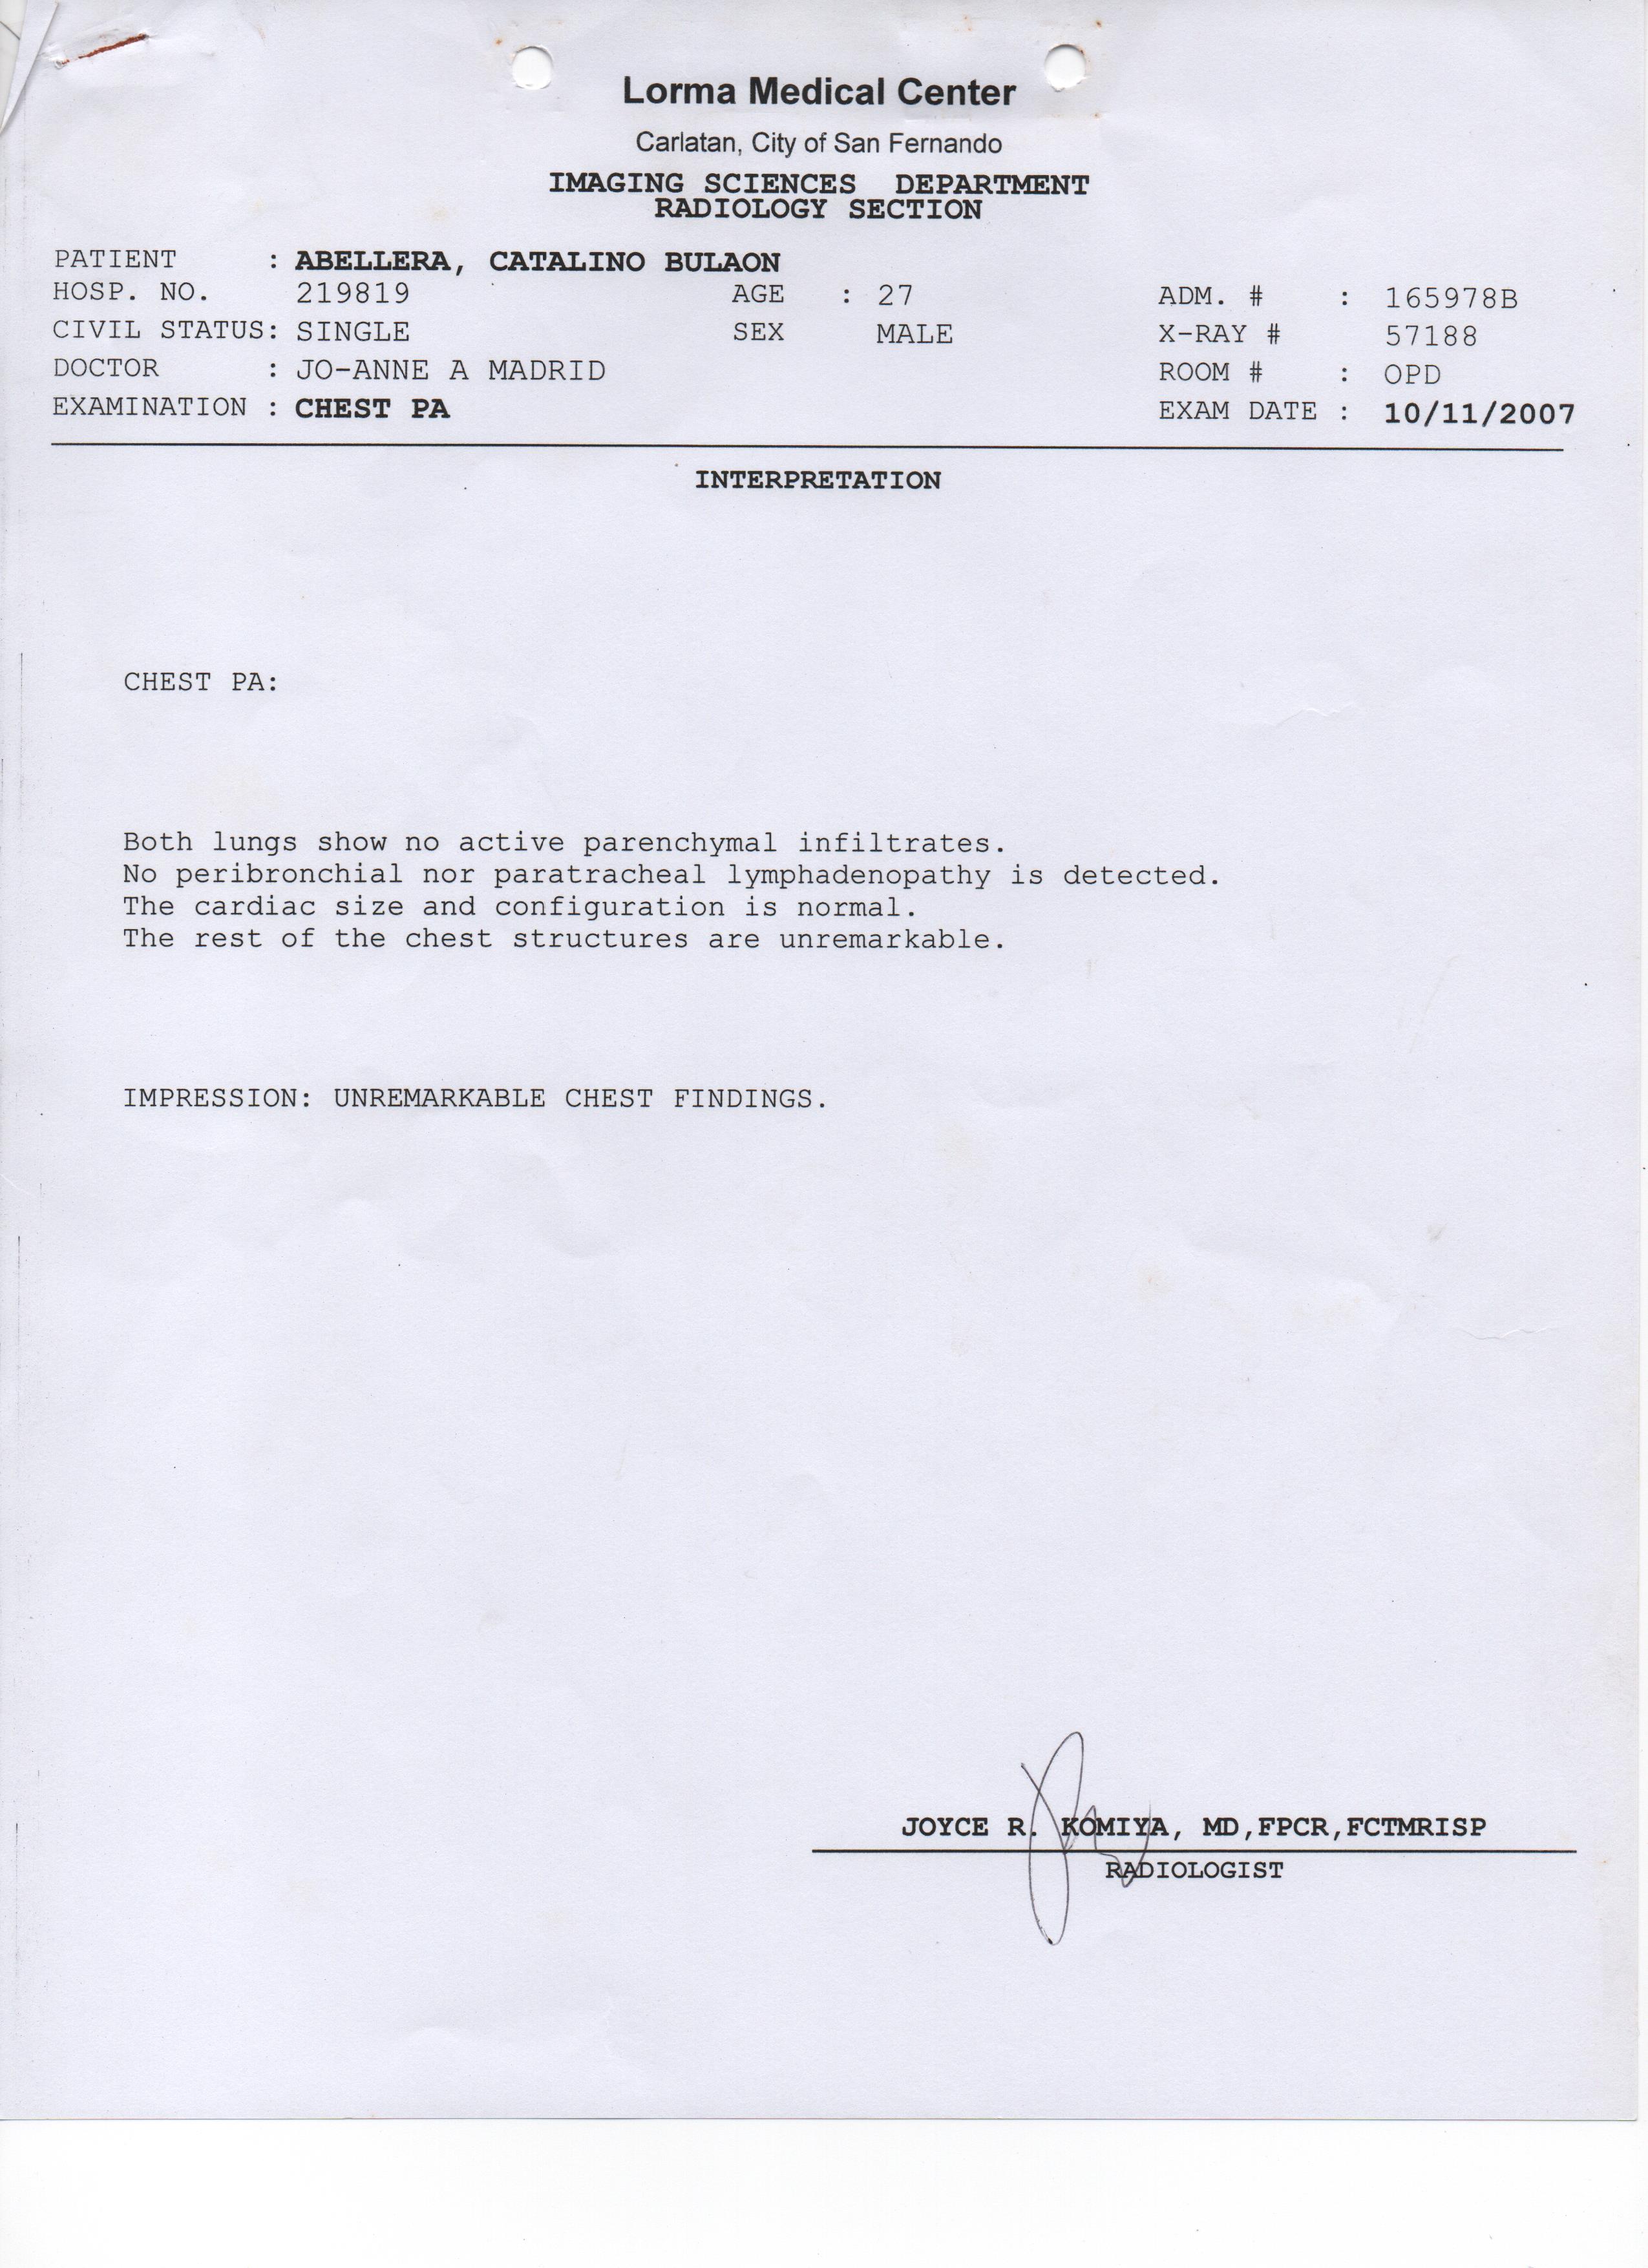 Lorma Medical Center
Carlatan, City of San Fernando
IMAGING SCIENCES DEPARTMENT
RADIOLOGY SECTION
PATIENT : ABELLERA, CATALINO BULAON
HOSP. NO. 219819 AGE : 27 ADM. # : 165978B
CIVIL STATUS: SINGLE SEX MALE X-RAY # 57188
DOCTOR : JO-ANNE A MADRID ROOM # : OPD
EXAMINATION : CHEST PA EXAM DATE : 10/11/2007
INTERPRETATION
CHEST PA:
Both lungs show no active parenchymal infiltrates.
No peribronchial nor paratracheal lymphadenopathy is detected.
The cardiac size and configuration is normal.
The rest of the chest structures are unremarkable.
IMPRESSION: UNREMARKABLE CHEST FINDINGS.
JOYCE R. KOMIYA, MD,FPCR,FCTMRISP
RADIOLOGIST